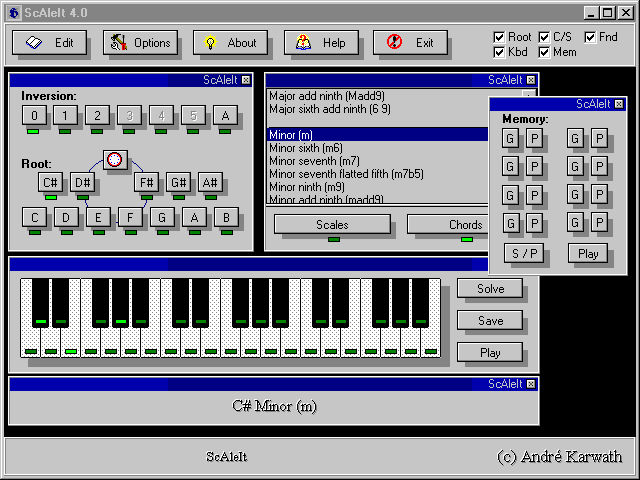 ScAleIt 4.0
Edit
Options
About
Help
Exit
Root
C/S
Fnd
Kbd
Mem
ScAleIt
Inversion:
0 1 2 3 4 5 A
Root:
C# D# F# G# A#
C D E F G A B
ScAleIt
Major add ninth (Madd9)
Major sixth add ninth (6 9)
Minor (m)
Minor sixth (m6)
Minor seventh (m7)
Minor seventh flatted fifth (m7b5)
Minor ninth (m9)
Minor add ninth (madd9)
Scales
Chords
ScAleIt
Memory:
G P G P
G P G P
G P G P
G P G P
S / P
Play
Solve
Save
Play
ScAleIt
C# Minor (m)
ScAleIt
(c) André Karwath